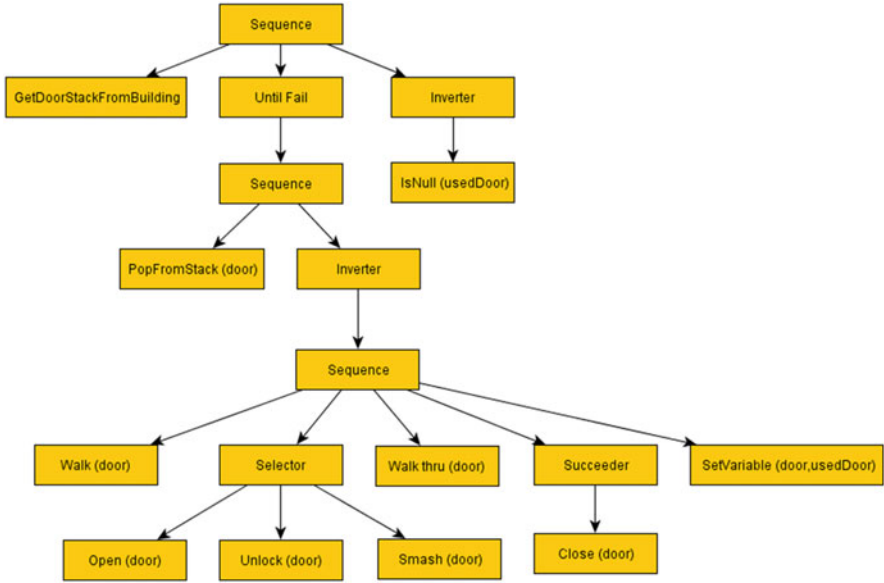 Sequence
GetDoorStackFromBuilding
Until Fail
Inverter
Sequence
IsNull (usedDoor)
PopFromStack (door)
Inverter
Sequence
Walk (door)
Selector
Walk thru (door)
Succeeder
SetVariable (door,usedDoor)
Open (door)
Unlock (door)
Smash (door)
Close (door)